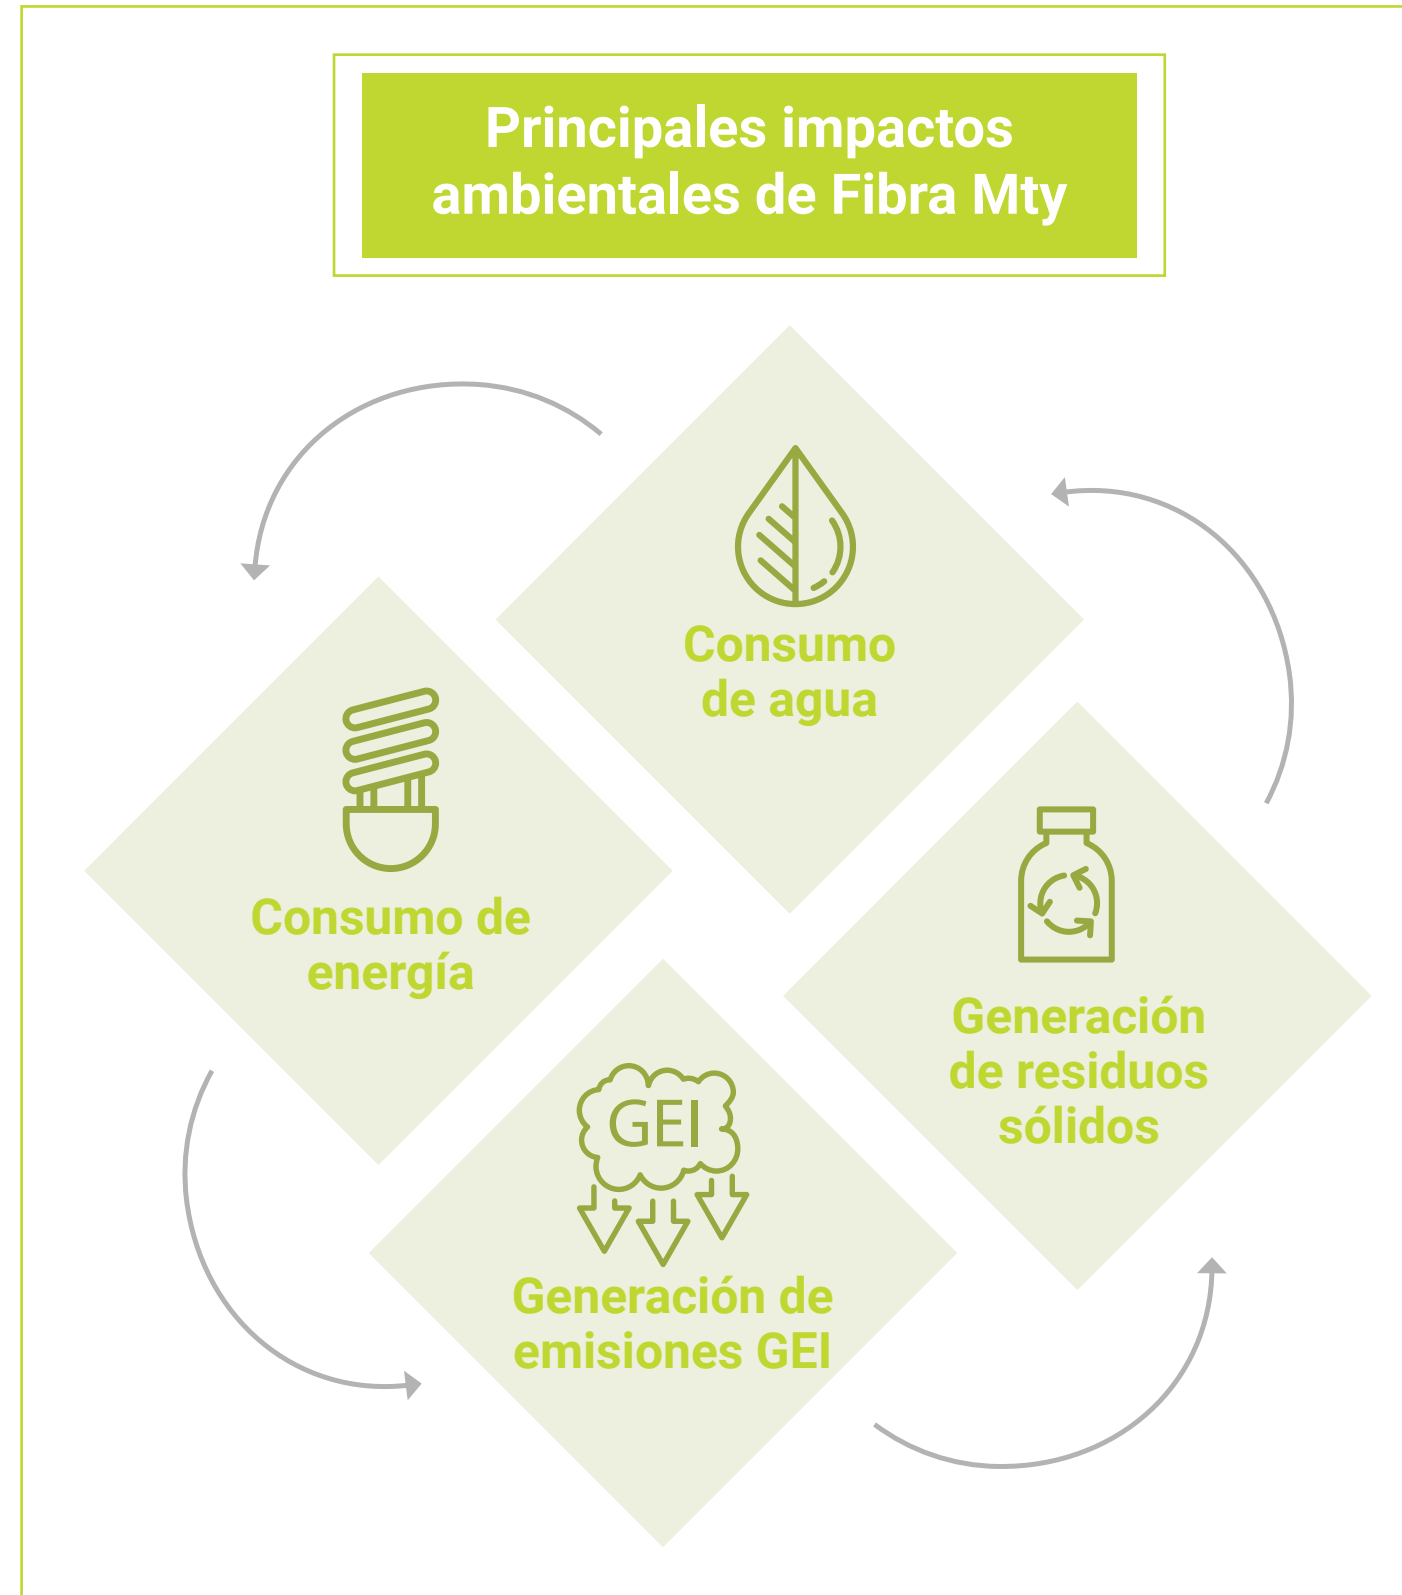 Principales impactos
ambientales de Fibra Mty
Consumo
de agua
Consumo de
energía
Generación
de residuos
sólidos
GEI
Generación de
emisiones GEI